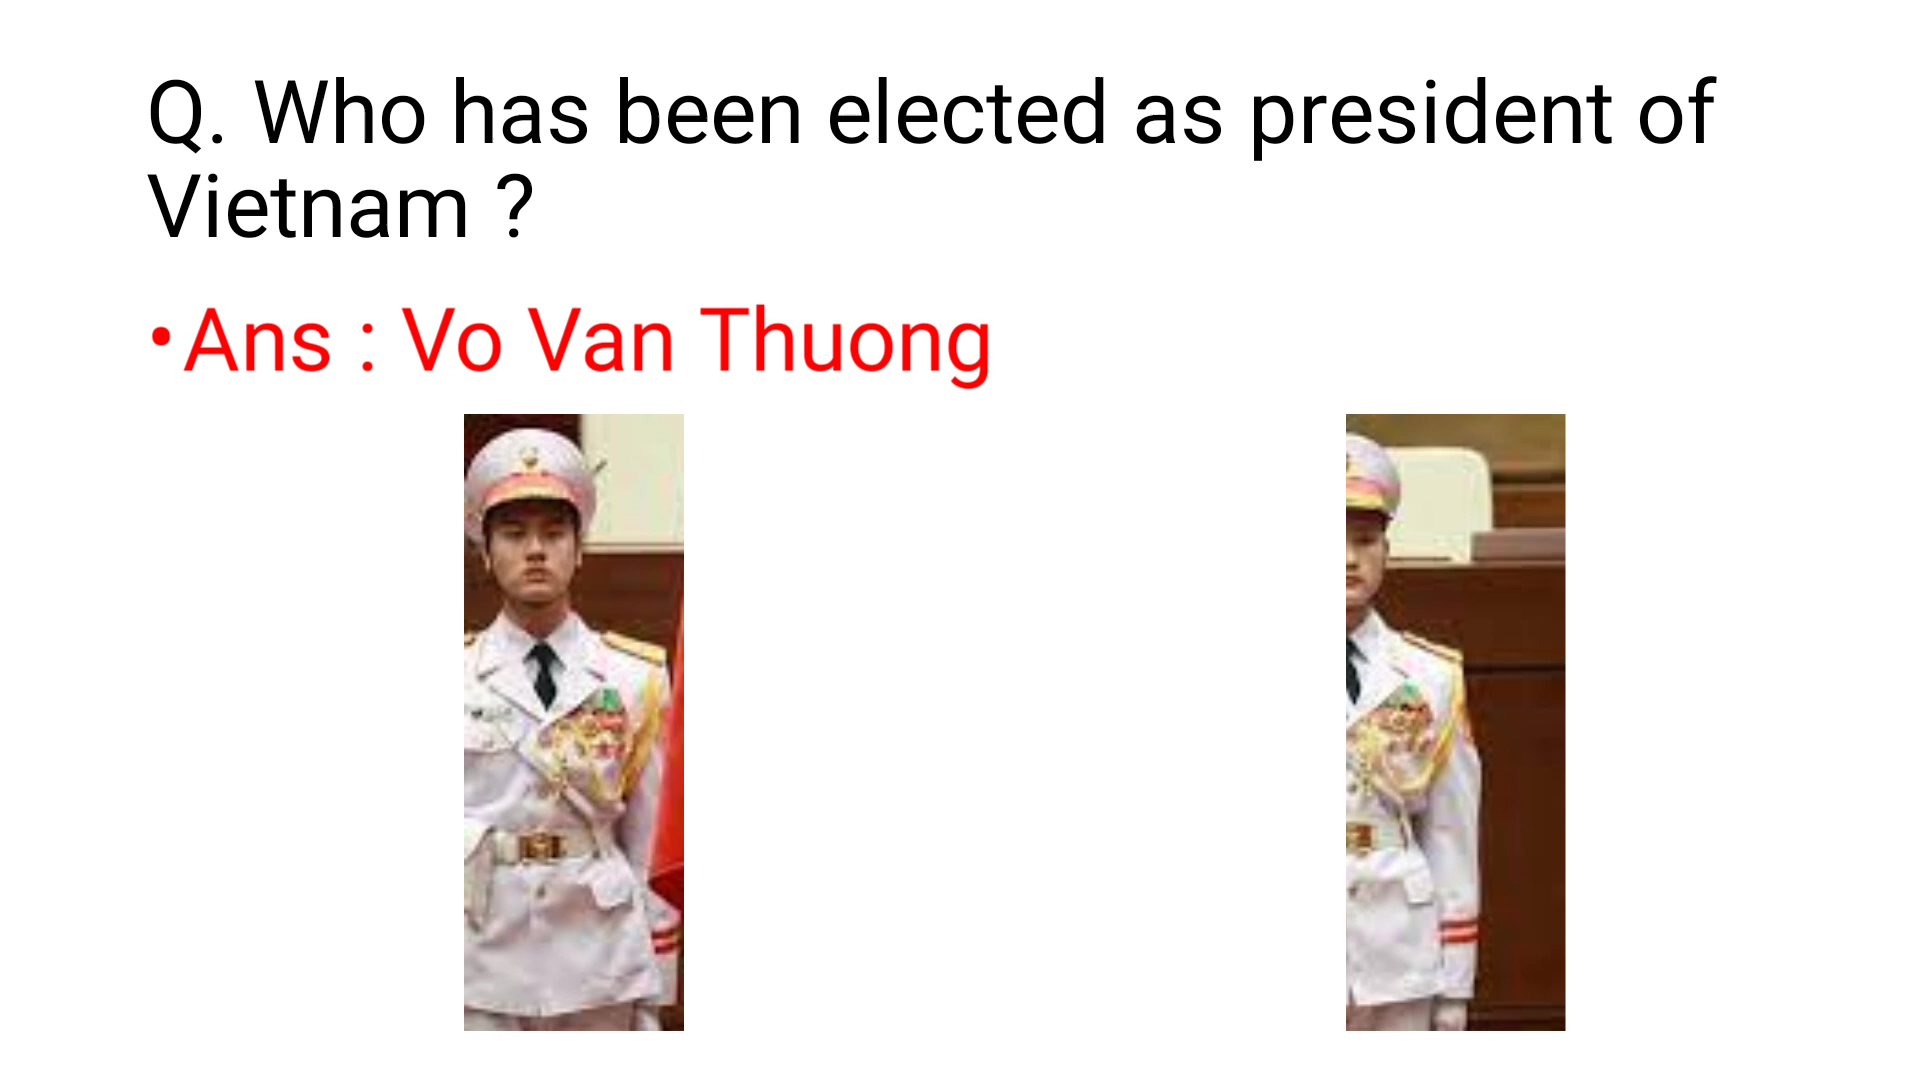 Q. Who has been elected as president of
Vietnam ?
•Ans : Vo Van Thuong